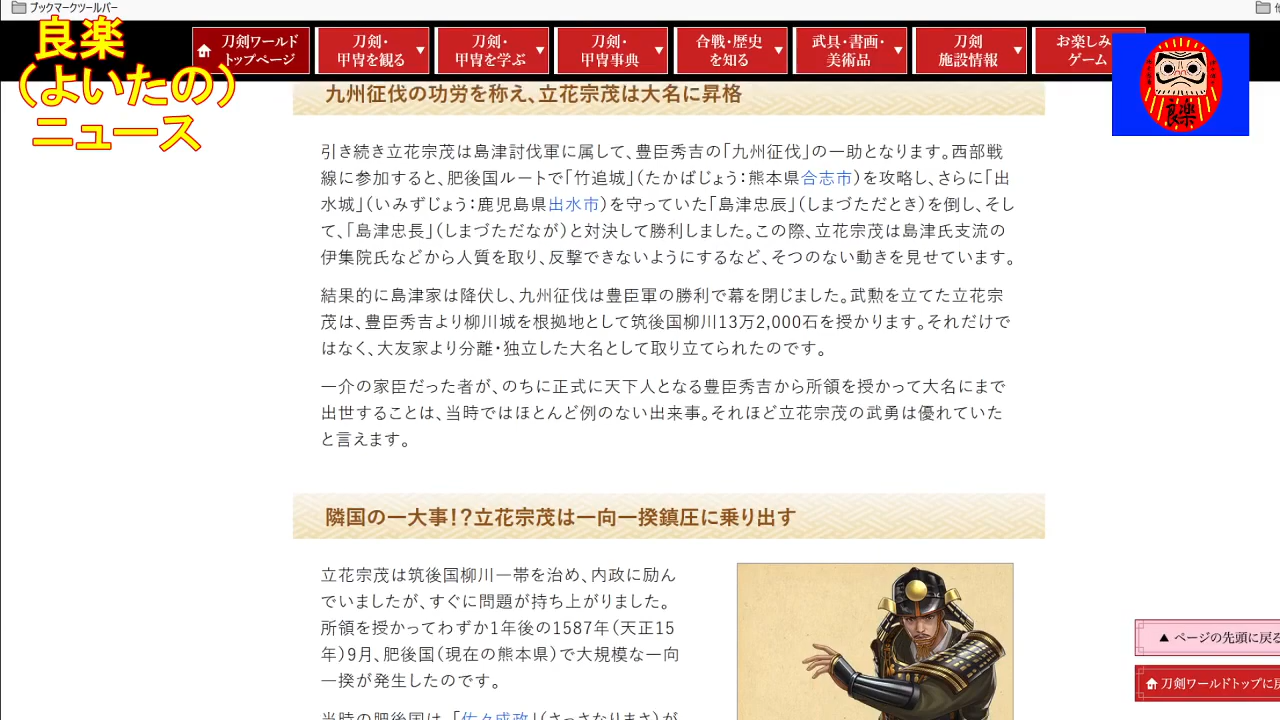 ブックマークツールバー
良楽
(よいたの)
ニュース
刀剣ワールド
トップページ
刀剣・
甲冑を観る▼
刀剣・
甲冑を学ぶ▼
刀剣・
甲冑事典▼
合戦・歴史
を知る▼
武具・書画・
美術品▼
刀剣
施設情報▼
お楽しみ
ゲーム
良楽
九州征伐の功労を称え、立花宗茂は大名に昇格
引き続き立花宗茂は島津討伐軍に属して、豊臣秀吉の「九州征伐」の一助となります。西部戦
線に参加すると、肥後国ルートで「竹迫城」(たかばじょう:熊本県合志市)を攻略し、さらに「出
水城」(いみずじょう:鹿児島県出水市)を守っていた「島津忠辰」(しまづただとき)を倒し、そし
て、「島津忠長」(しまづただなが)と対決して勝利しました。この際、立花宗茂は島津氏支流の
伊集院氏などから人質を取り、反撃できないようにするなど、そつのない動きを見せています。
結果的に島津家は降伏し、九州征伐は豊臣軍の勝利で幕を閉じました。武勲を立てた立花宗
茂は、豊臣秀吉より柳川城を根拠地として筑後国柳川13万2,000石を授かります。それだけで
はなく、大友家より分離・独立した大名として取り立てられたのです。
一介の家臣だった者が、のちに正式に天下人となる豊臣秀吉から所領を授かって大名にまで
出世することは、当時ではほとんど例のない出来事。それほど立花宗茂の武勇は優れていた
と言えます。
隣国の一大事!?立花宗茂は一向一揆鎮圧に乗り出す
立花宗茂は筑後国柳川一帯を治め、内政に励ん
でいましたが、すぐに問題が持ち上がりました。
所領を授かってわずか1年後の1587年(天正15
年)9月、肥後国(現在の熊本県)で大規模な一向
一揆が発生したのです。
当時の肥後国は、「佐々成政」(さっさなりまさ)が
▲ ページの先頭に戻る
刀剣ワールドトップに戻